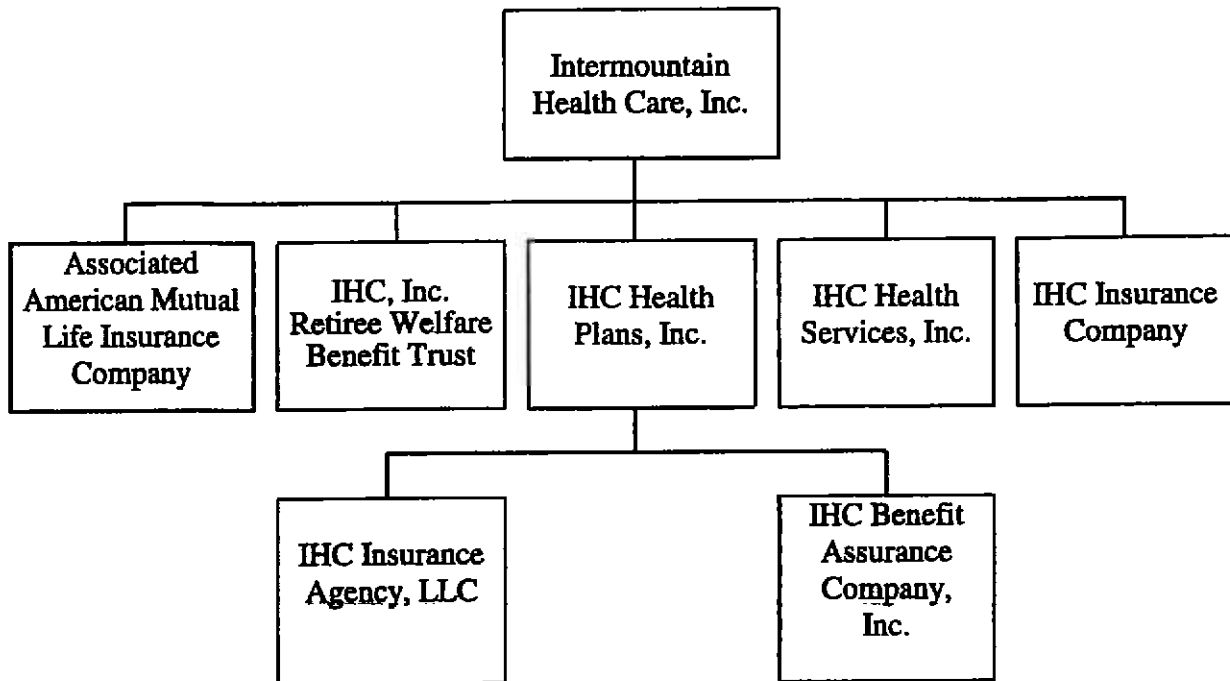 Intermountain
Health Care, Inc.
Associated
American Mutual
Life Insurance
Company
IHC, Inc.
Retiree Welfare
Benefit Trust
IHC Health
Plans, Inc.
IHC Health
Services, Inc.
IHC Insurance
Company
IHC Insurance
Agency, LLC
IHC Benefit
Assurance
Company,
Inc.